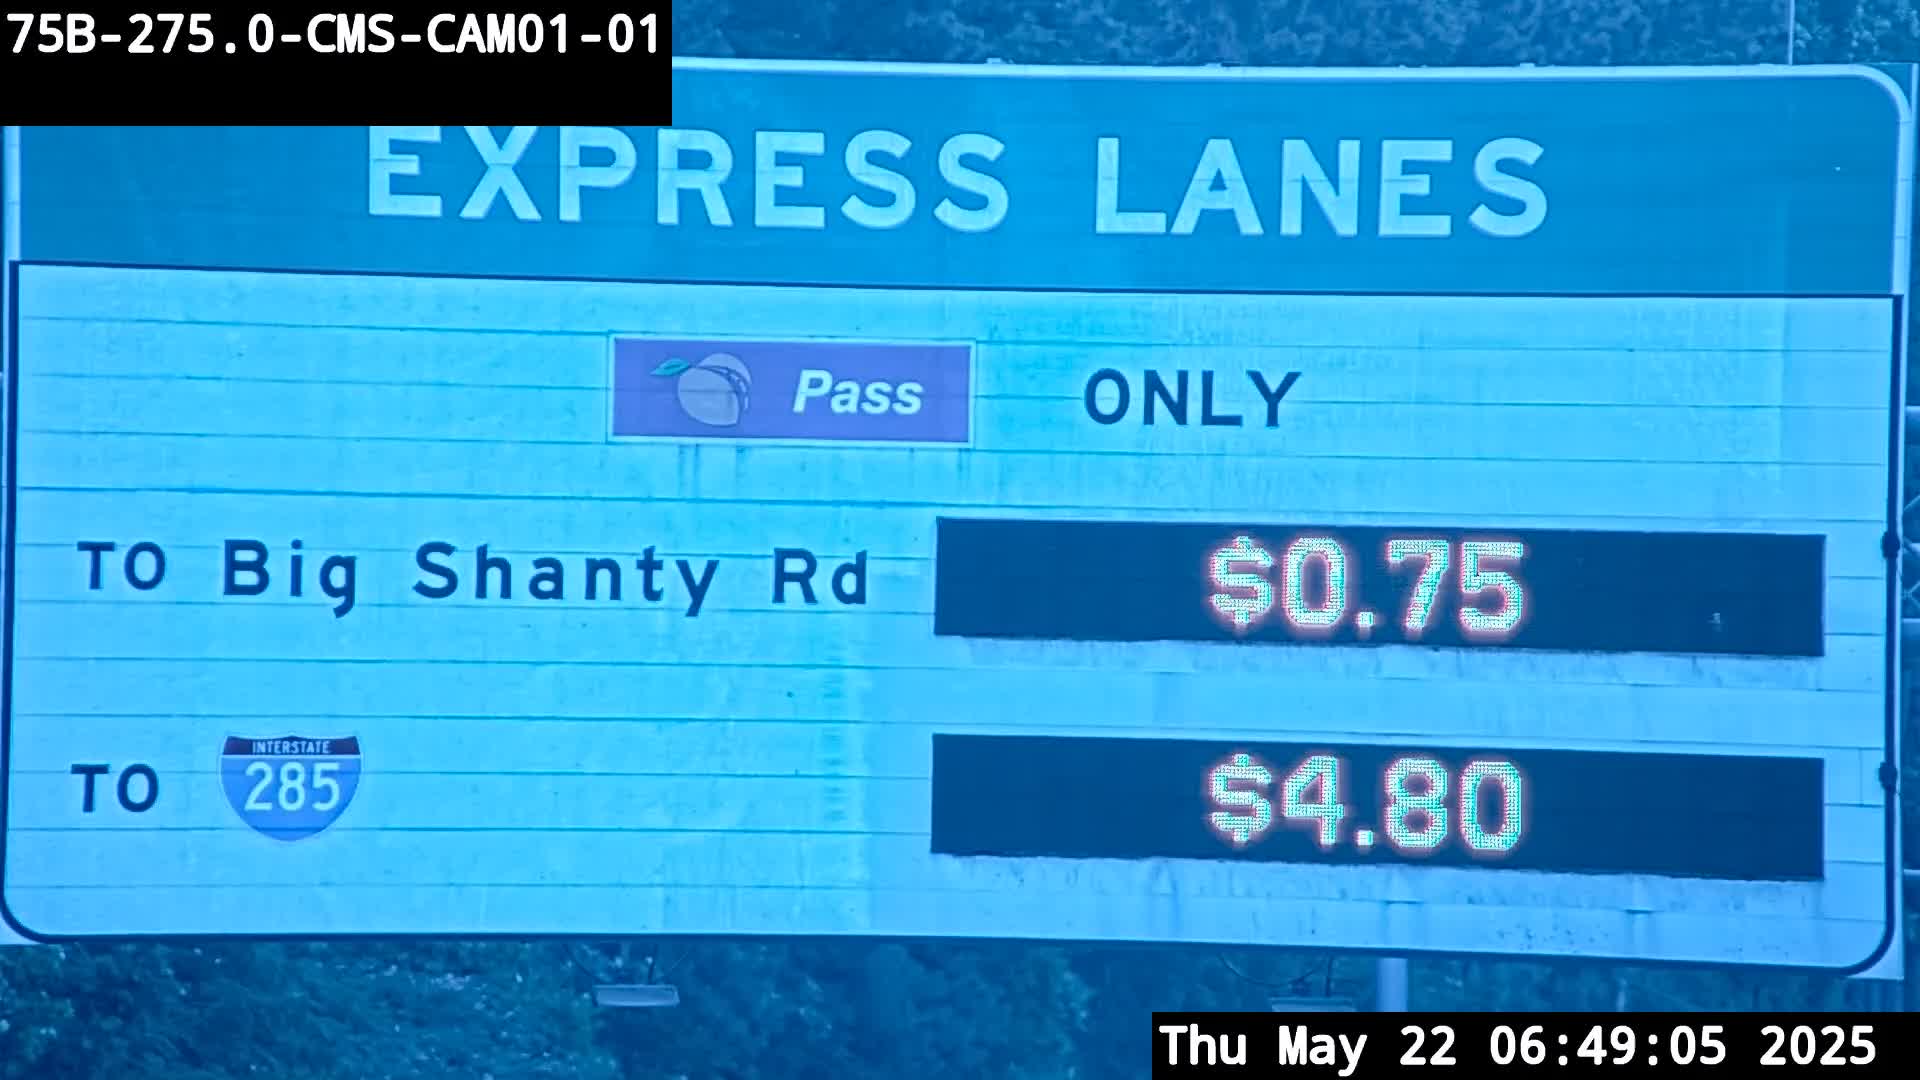 75B-275.0-CMS-CAM01-01
EXPRESS LANES
Pass ONLY
TO Big Shanty Rd $0.75
INTERSTATE
TO 285 $4.80
Thu May 22 06:49:05 2025